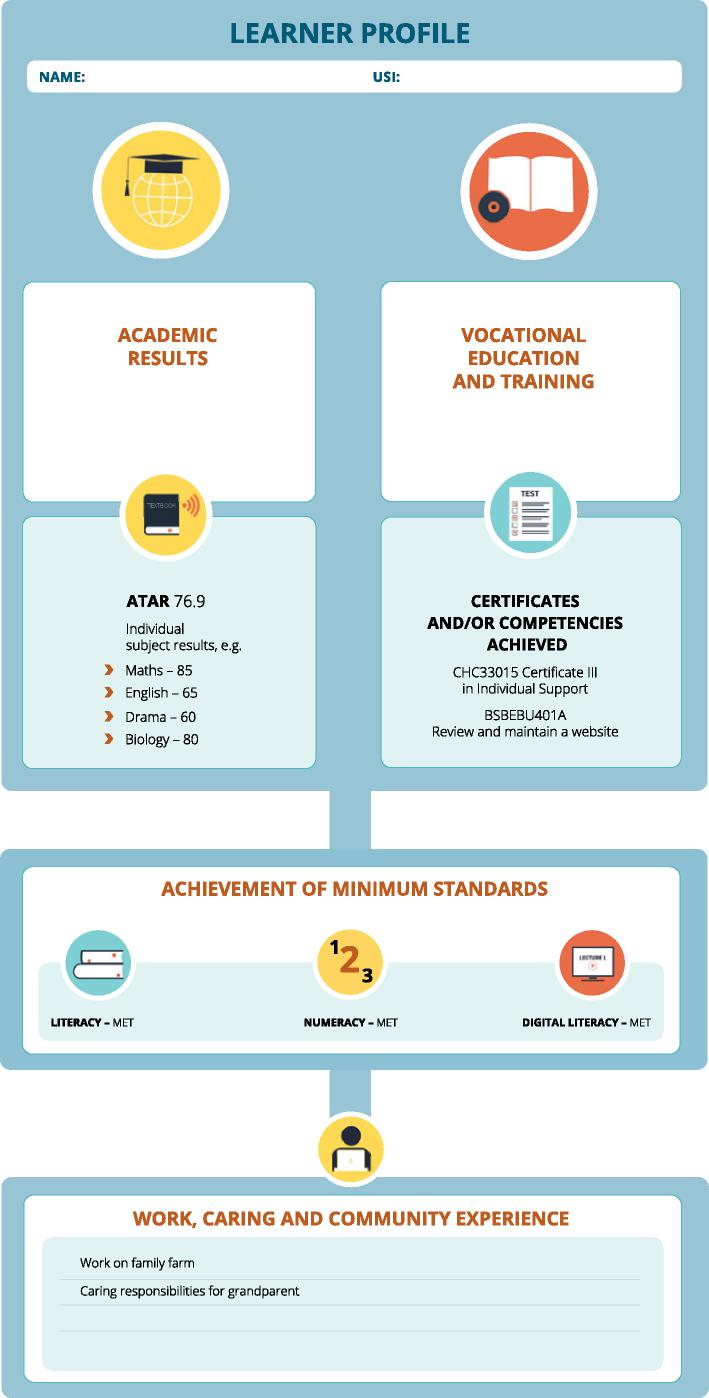 LEARNER PROFILE
NAME:
USI:
ACADEMIC
RESULTS
VOCATIONAL
EDUCATION
AND TRAINING
TEXTBOOK
TEST
ATAR 76.9
Individual
subject results, e.g.
Maths – 85
English – 65
Drama – 60
Biology – 80
CERTIFICATES
AND/OR COMPETENCIES
ACHIEVED
CHC33015 Certificate III
in Individual Support
BSBEBU401A
Review and maintain a website
ACHIEVEMENT OF MINIMUM STANDARDS
1 2 3
LECTURE 1
LITERACY – MET
NUMERACY – MET
DIGITAL LITERACY – MET
WORK, CARING AND COMMUNITY EXPERIENCE
Work on family farm
Caring responsibilities for grandparent